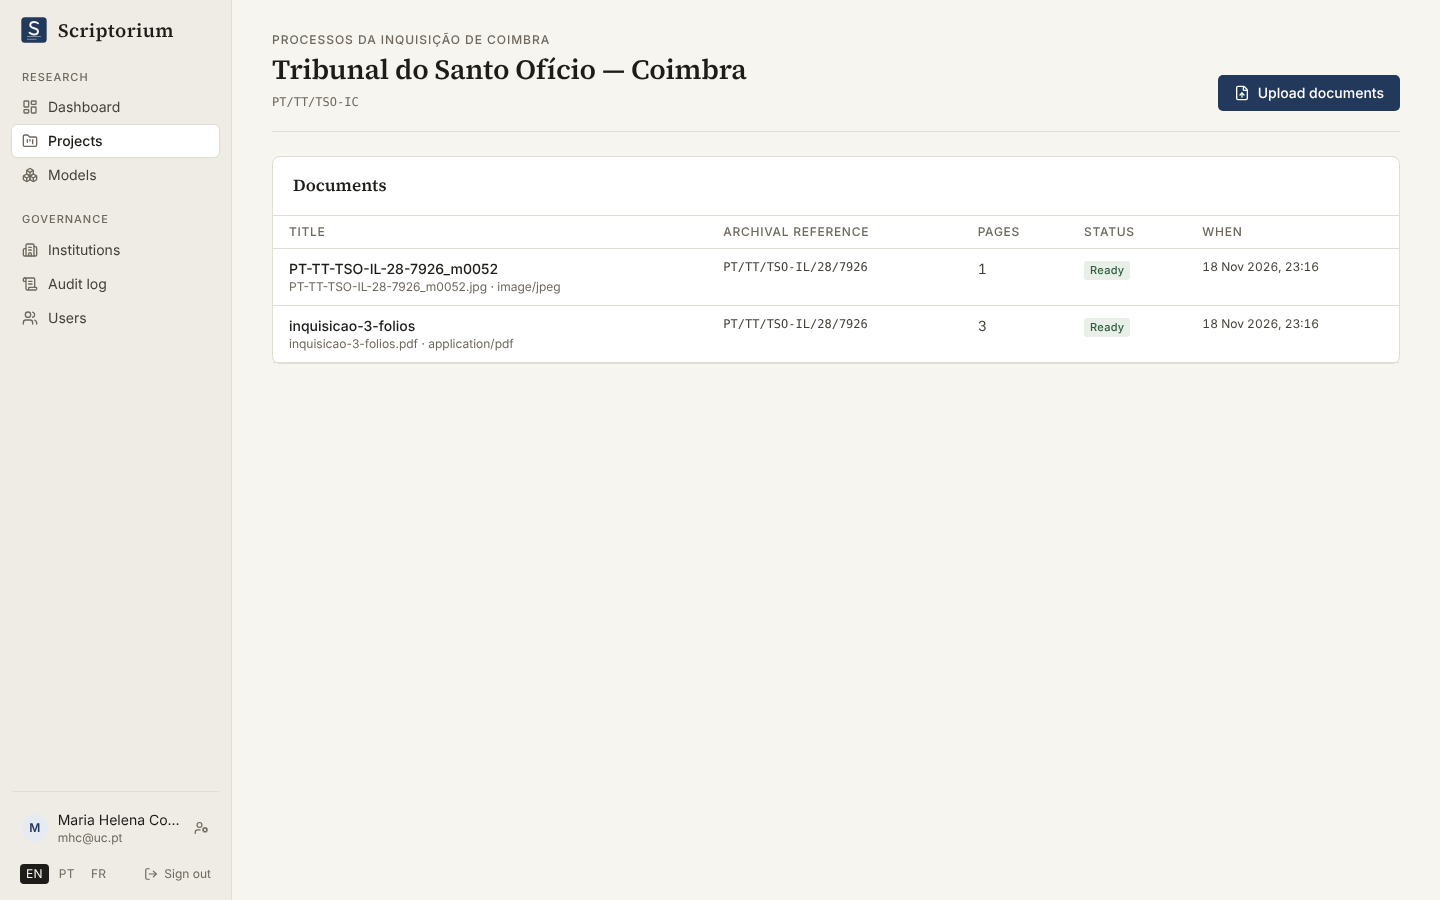 Scriptorium
RESEARCH
Dashboard
Projects
Models
GOVERNANCE
Institutions
Audit log
Users
M
Maria Helena Co...
mhc@uc.pt
EN PT FR Sign out
PROCESSOS DA INQUISIÇÃO DE COIMBRA
Tribunal do Santo Ofício — Coimbra
PT/TT/TSO-IC
Upload documents
Documents
TITLE ARCHIVAL REFERENCE PAGES STATUS WHEN
PT-TT-TSO-IL-28-7926_m0052 PT/TT/TSO-IL/28/7926 1 Ready 18 Nov 2026, 23:16
PT-TT-TSO-IL-28-7926_m0052.jpg · image/jpeg
inquisicao-3-folios PT/TT/TSO-IL/28/7926 3 Ready 18 Nov 2026, 23:16
inquisicao-3-folios.pdf · application/pdf